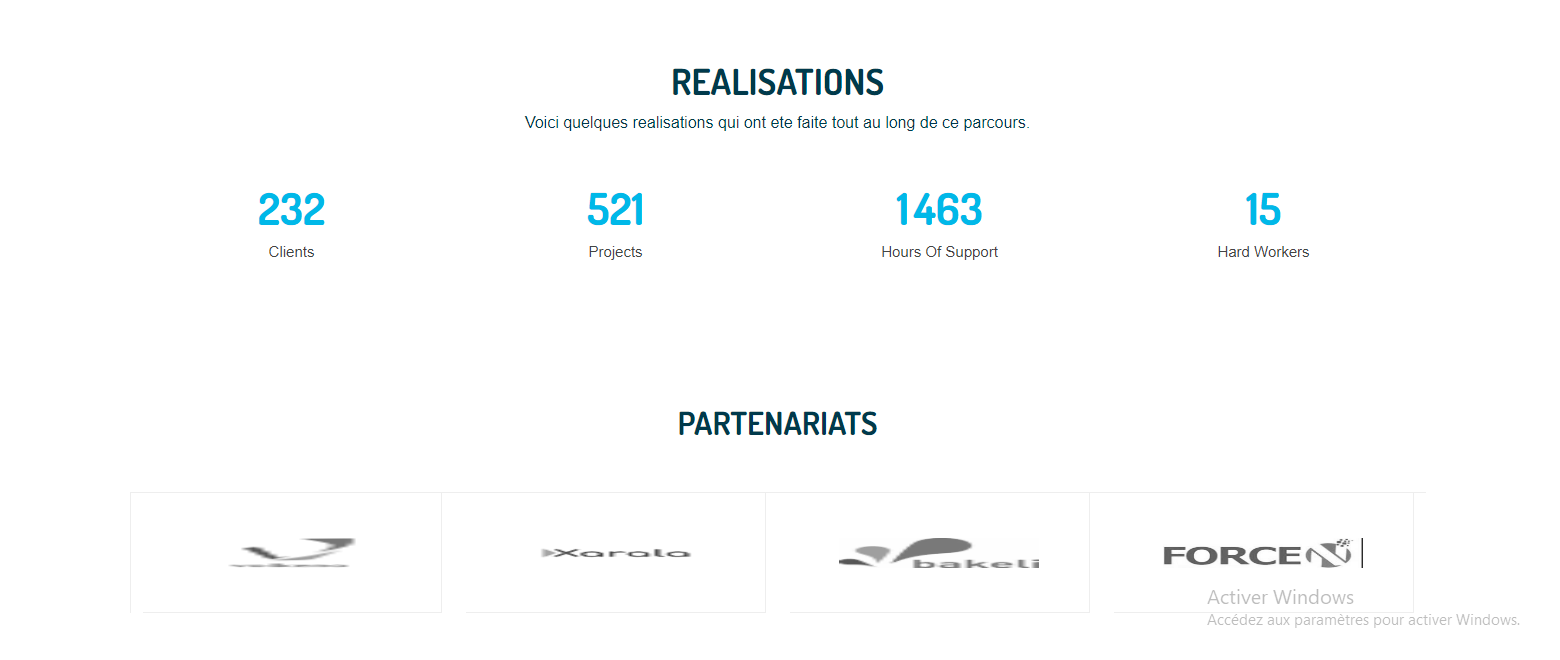 REALISATIONS
Voici quelques realisations qui ont ete faite tout au long de ce parcours.
232 521 1463 15
Clients Projects Hours Of Support Hard Workers
PARTENARIATS
Xarala bakeli FORCE N
Activer Windows
Accédez aux paramètres pour activer Windows.